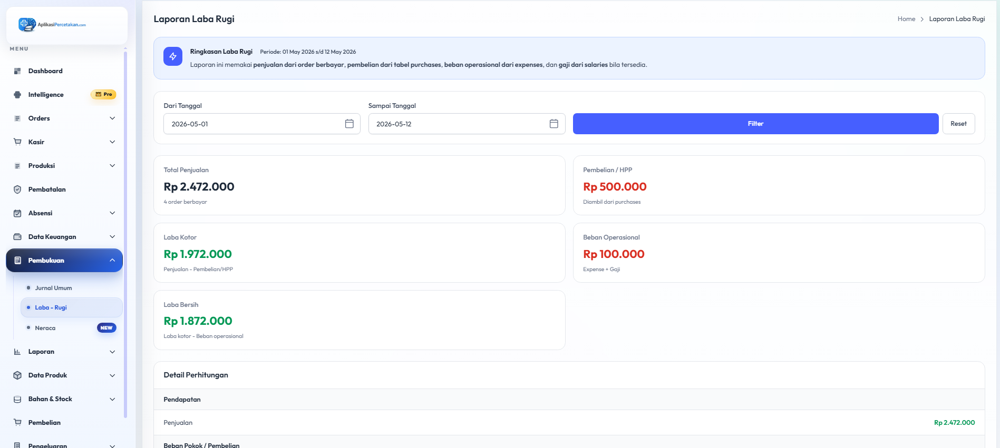 AplikasiPercetakan.com
MENU
Dashboard
Intelligence Pro
Orders
Kasir
Produksi
Pembatalan
Absensi
Data Keuangan
Pembukuan
Jurnal Umum
Laba - Rugi
Neraca NEW
Laporan
Data Produk
Bahan & Stock
Pembelian
Pengeluaran
Laporan Laba Rugi
Home > Laporan Laba Rugi
Ringkasan Laba Rugi Periode: 01 May 2026 s/d 12 May 2026
Laporan ini memakai penjualan dari order berbayar, pembelian dari tabel purchases, beban operasional dari expenses, dan gaji dari salaries bila tersedia.
Dari Tanggal Sampai Tanggal
2026-05-01 2026-05-12 Filter Reset
Total Penjualan
Rp 2.472.000
4 order berbayar
Pembelian / HPP
Rp 500.000
Diambil dari purchases
Laba Kotor
Rp 1.972.000
Penjualan - Pembelian/HPP
Beban Operasional
Rp 100.000
Expense + Gaji
Laba Bersih
Rp 1.872.000
Laba kotor - Beban operasional
Detail Perhitungan
Pendapatan
Penjualan Rp 2.472.000
Beban Pokok / Pembelian